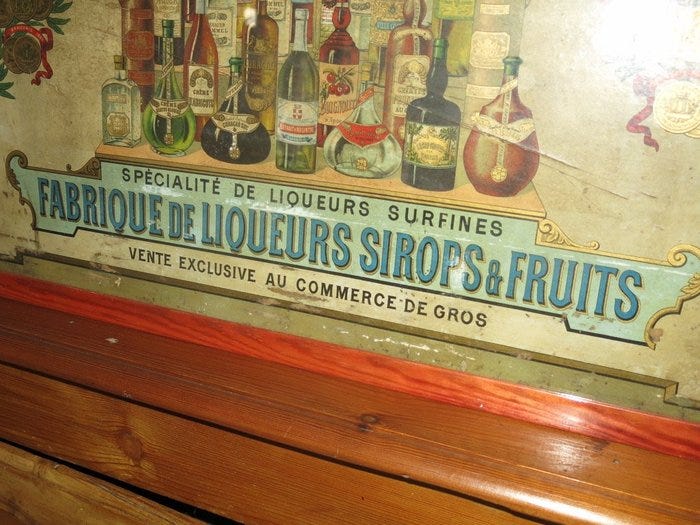 SPÉCIALITÉ DE LIQUEURS SURFINES
FABRIQUE DE LIQUEURS SIROPS & FRUITS
VENTE EXCLUSIVE AU COMMERCE DE GROS